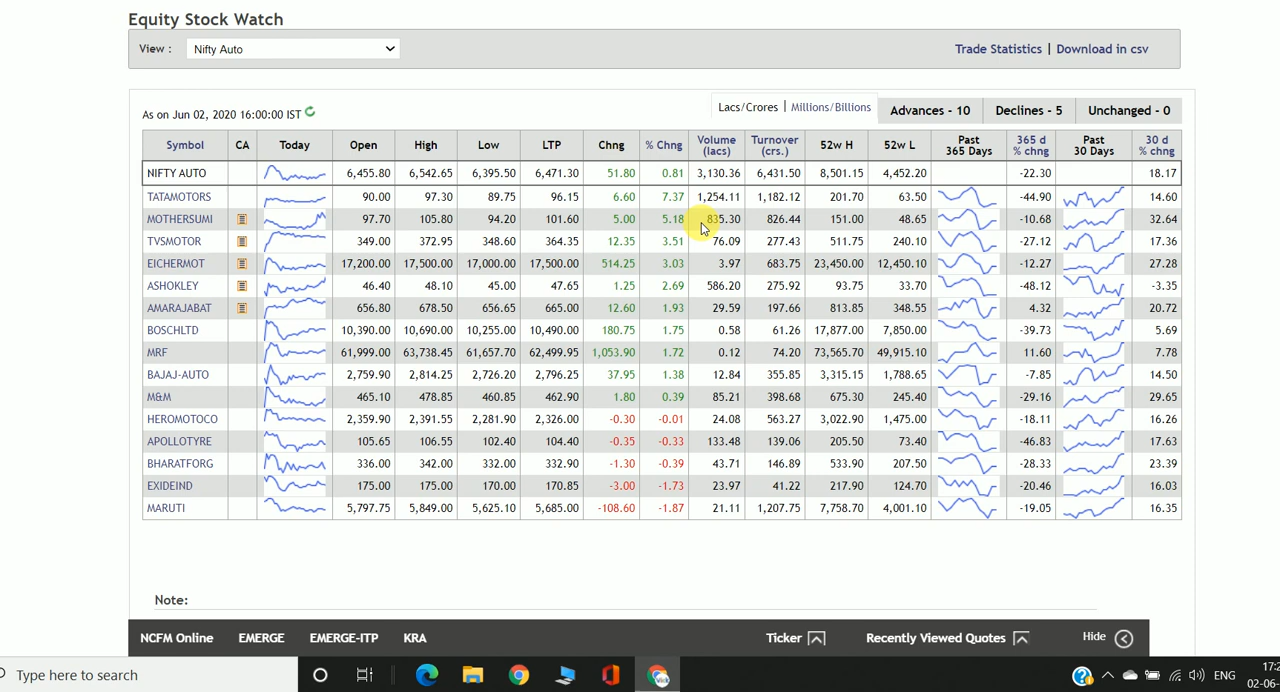 Equity Stock Watch
View : Nifty Auto Trade Statistics | Download in csv
As on Jun 02, 2020 16:00:00 IST Lacs/Crores | Millions/Billions Advances - 10 Declines - 5 Unchanged - 0
Symbol CA Today Open High Low LTP Chng % Chng Volume (lacs) Turnover (crs.) 52w H 52w L Past 365 Days 365 d % chng Past 30 Days 30 d % chng
NIFTY AUTO 6,455.80 6,542.65 6,395.50 6,471.30 51.80 0.81 3,130.36 6,431.50 8,501.15 4,452.20 -22.30 18.17
TATAMOTORS 90.00 97.30 89.75 96.15 6.60 7.37 1,254.11 1,182.12 201.70 63.50 -44.90 14.60
MOTHERSUMI 97.70 105.80 94.20 101.60 5.00 5.18 835.30 826.44 151.00 48.65 -10.68 32.64
TVSMOTOR 349.00 372.95 348.60 364.35 12.35 3.51 76.09 277.43 511.75 240.10 -27.12 17.36
EICHERMOT 17,200.00 17,500.00 17,000.00 17,500.00 514.25 3.03 3.97 683.75 23,450.00 12,450.10 -12.27 27.28
ASHOKLEY 46.40 48.10 45.00 47.65 1.25 2.69 586.20 275.92 93.75 33.70 -48.12 -3.35
AMARAJABAT 656.80 678.50 656.65 665.00 12.60 1.93 29.59 197.66 813.85 348.55 4.32 20.72
BOSCHLTD 10,390.00 10,690.00 10,255.00 10,490.00 180.75 1.75 0.58 61.26 17,877.00 7,850.00 -39.73 5.69
MRF 61,999.00 63,738.45 61,657.70 62,499.95 1,053.90 1.72 0.12 74.20 73,565.70 49,915.10 11.60 7.78
BAJAJ-AUTO 2,759.90 2,814.25 2,726.20 2,796.25 37.95 1.38 12.84 355.85 3,315.15 1,788.65 -7.85 14.50
M&M 465.10 478.85 460.85 462.90 1.80 0.39 85.21 398.68 675.30 245.40 -29.16 29.65
HEROMOTOCO 2,359.90 2,391.55 2,281.90 2,326.00 -0.30 -0.01 24.08 563.27 3,022.90 1,475.00 -18.11 16.26
APOLLOTYRE 105.65 106.55 102.40 104.40 -0.35 -0.33 133.48 139.06 205.50 73.40 -46.83 17.63
BHARATFORG 336.00 342.00 332.00 332.90 -1.30 -0.39 43.71 146.89 533.90 207.50 -28.33 23.39
EXIDEIND 175.00 175.00 170.00 170.85 -3.00 -1.73 23.97 41.22 217.90 124.70 -20.46 16.03
MARUTI 5,797.75 5,849.00 5,625.10 5,685.00 -108.60 -1.87 21.11 1,207.75 7,758.70 4,001.10 -19.05 16.35
Note:
NCFM Online EMERGE EMERGE-ITP KRA Ticker Recently Viewed Quotes Hide
Type here to search ENG 17:2
02-06-